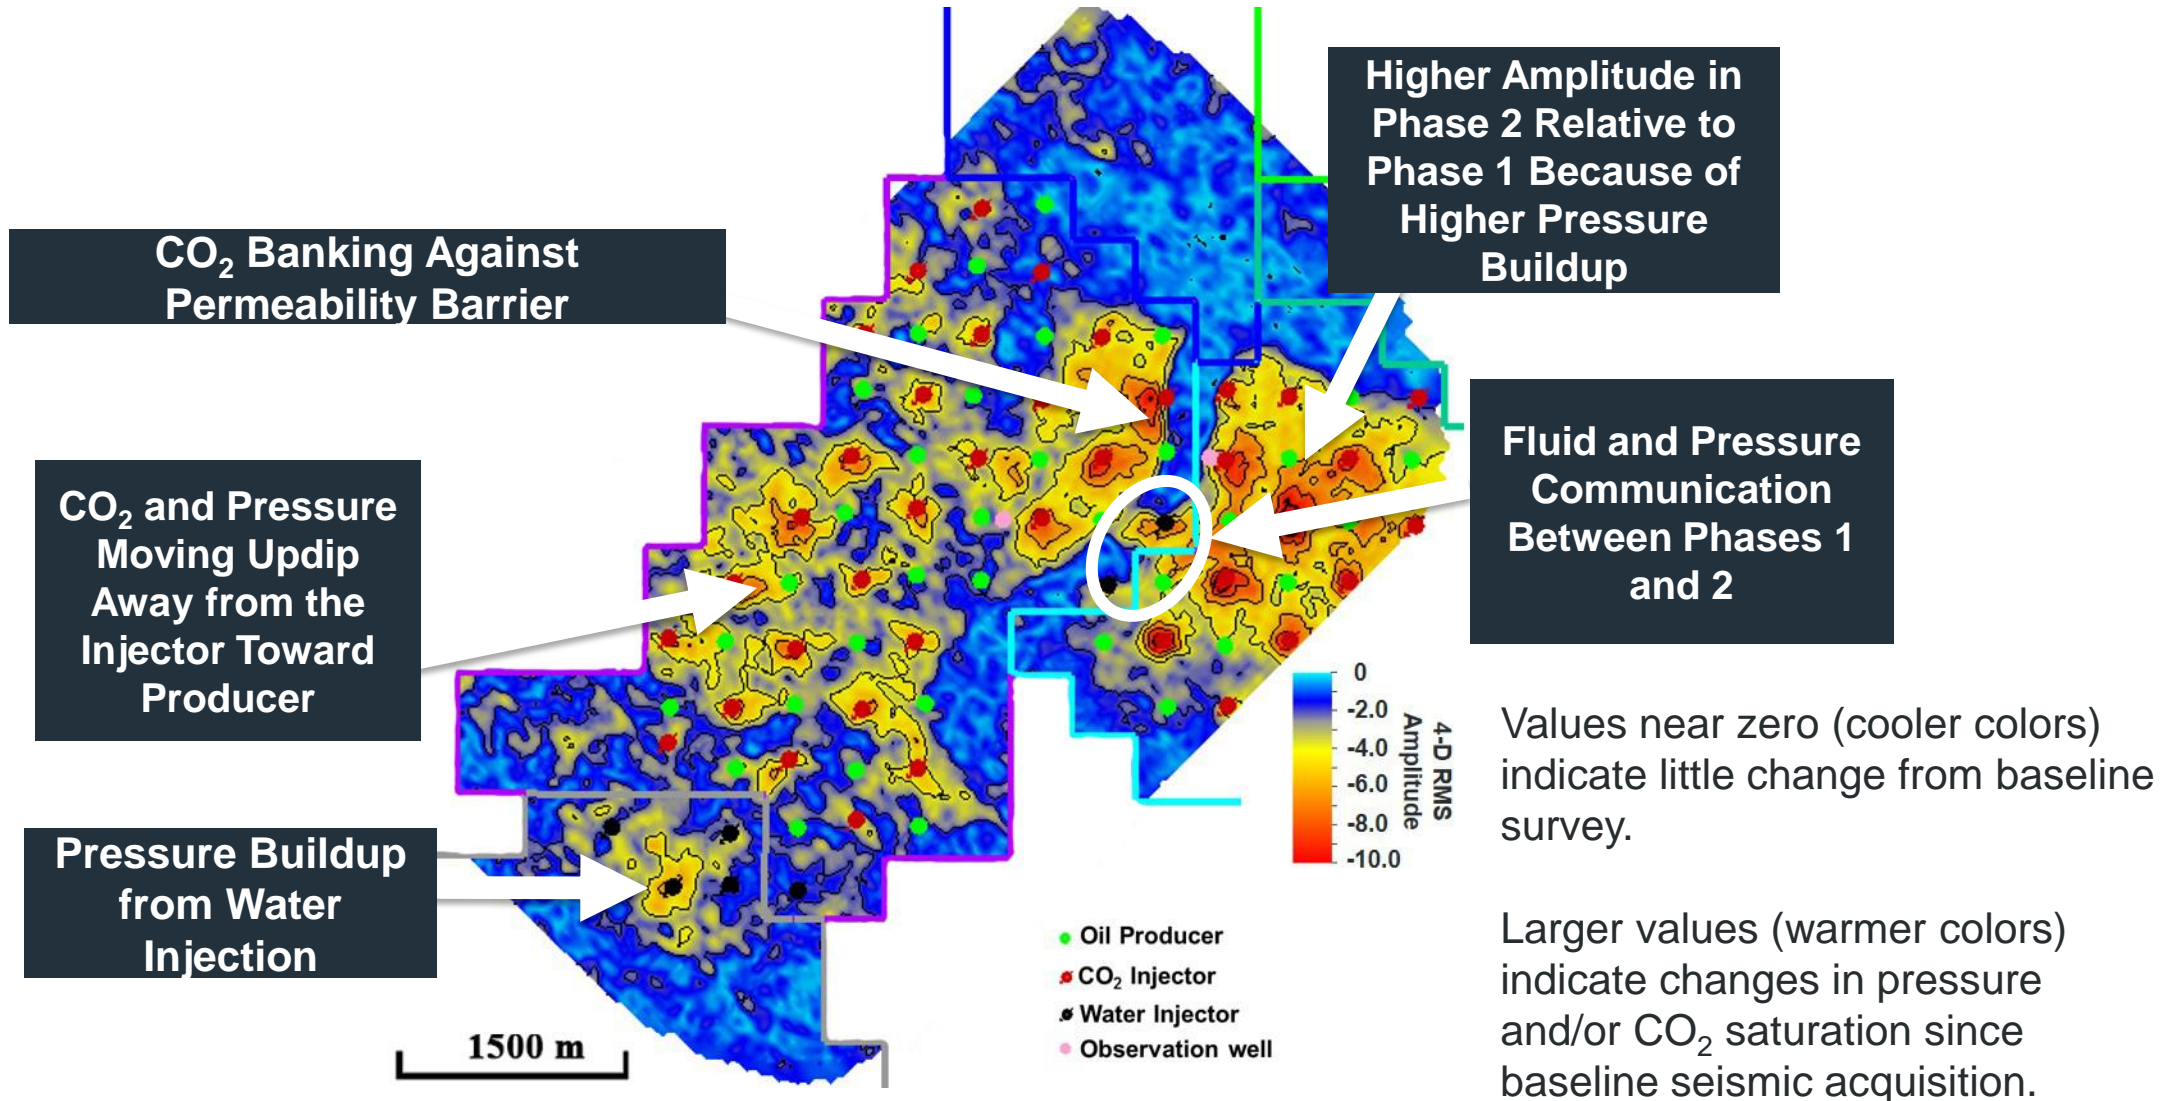 Higher Amplitude in
Phase 2 Relative to
Phase 1 Because of
Higher Pressure
Buildup
CO₂ Banking Against
Permeability Barrier
Fluid and Pressure
Communication
Between Phases 1
and 2
CO₂ and Pressure
Moving Updip
Away from the
Injector Toward
Producer
Pressure Buildup
from Water
Injection
0
-2.0
-4.0
-6.0
-8.0
-10.0
4-D RMS
Amplitude
Oil Producer
CO₂ Injector
Water Injector
Observation well
1500 m
Values near zero (cooler colors)
indicate little change from baseline
survey.
Larger values (warmer colors)
indicate changes in pressure
and/or CO₂ saturation since
baseline seismic acquisition.